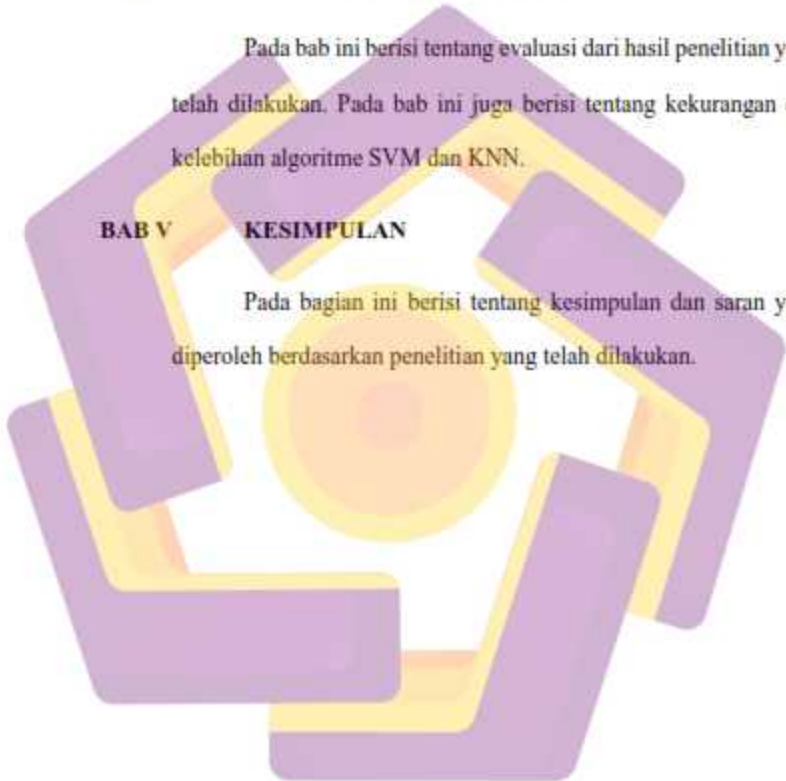 Pada bab ini berisi tentang evaluasi dari hasil penelitian y
telah dilakukan. Pada bab ini juga berisi tentang kekurangan
kelebihan algoritme SVM dan KNN.
BAB V KESIMPULAN
Pada bagian ini berisi tentang kesimpulan dan saran y
diperoleh berdasarkan penelitian yang telah dilakukan.